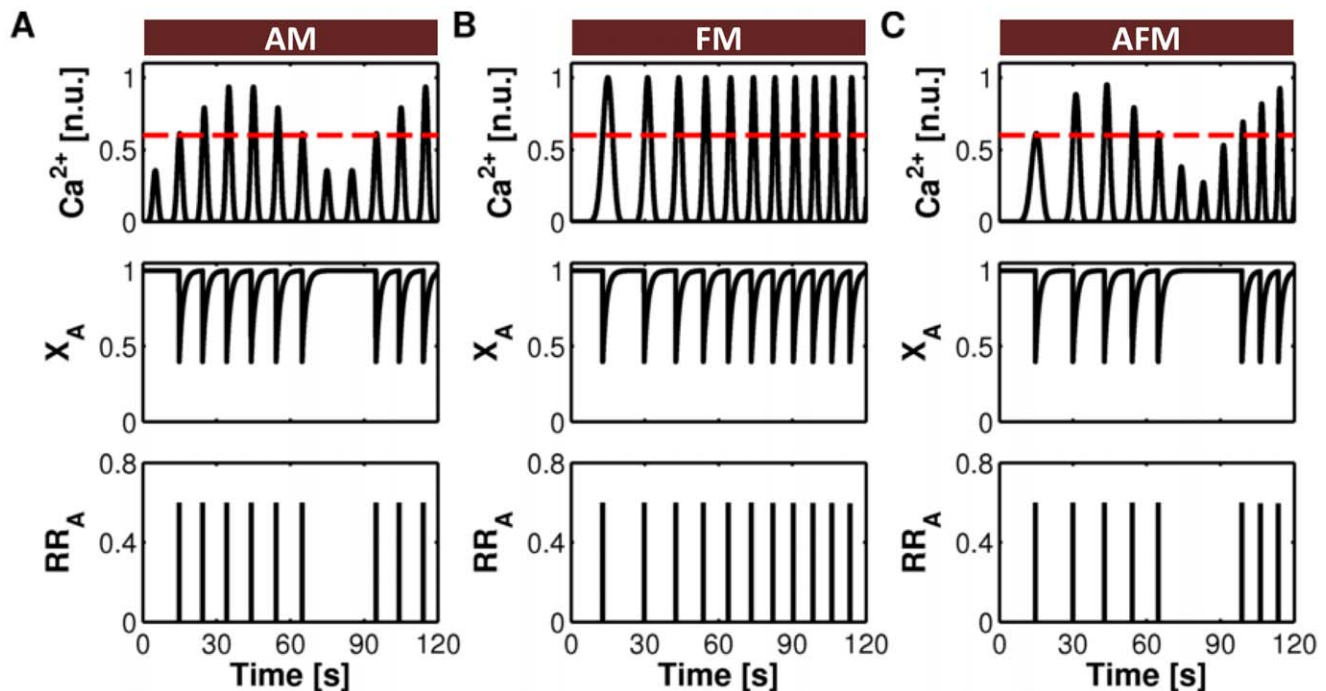 A AM B FM C AFM
Ca2+ [n.u.] Ca2+ [n.u.] Ca2+ [n.u.]
1 1 1
0.5 0.5 0.5
0 0 0
XA XA XA
1 1 1
0.5 0.5 0.5
0 0 0
RRA RRA RRA
0.8 0.8 0.8
0.4 0.4 0.4
0 0 0
0 30 60 90 120 0 30 60 90 120 0 30 60 90 120
Time [s] Time [s] Time [s]